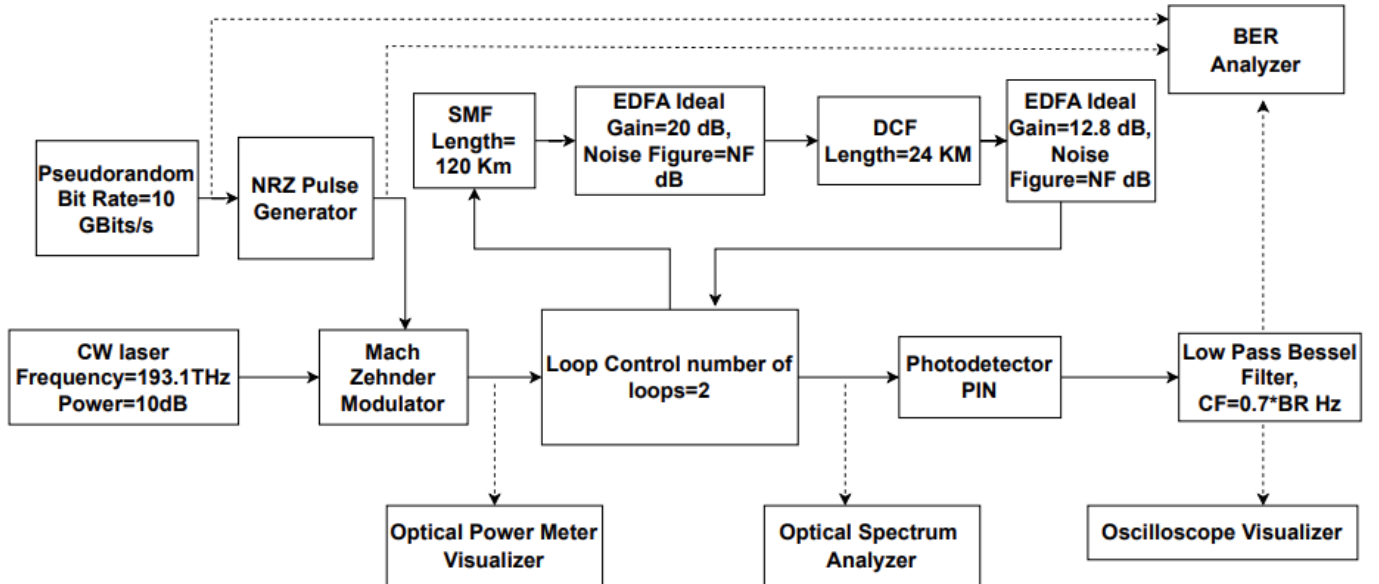 BER
Analyzer
SMF
Length=
120 Km
EDFA Ideal
Gain=20 dB,
Noise Figure=NF
dB
DCF
Length=24 KM
EDFA Ideal
Gain=12.8 dB,
Noise
Figure=NF dB
Pseudorandom
Bit Rate=10
GBits/s
NRZ Pulse
Generator
CW laser
Frequency=193.1THz
Power=10dB
Mach
Zehnder
Modulator
Loop Control number of
loops=2
Photodetector
PIN
Low Pass Bessel
Filter,
CF=0.7*BR Hz
Optical Power Meter
Visualizer
Optical Spectrum
Analyzer
Oscilloscope Visualizer